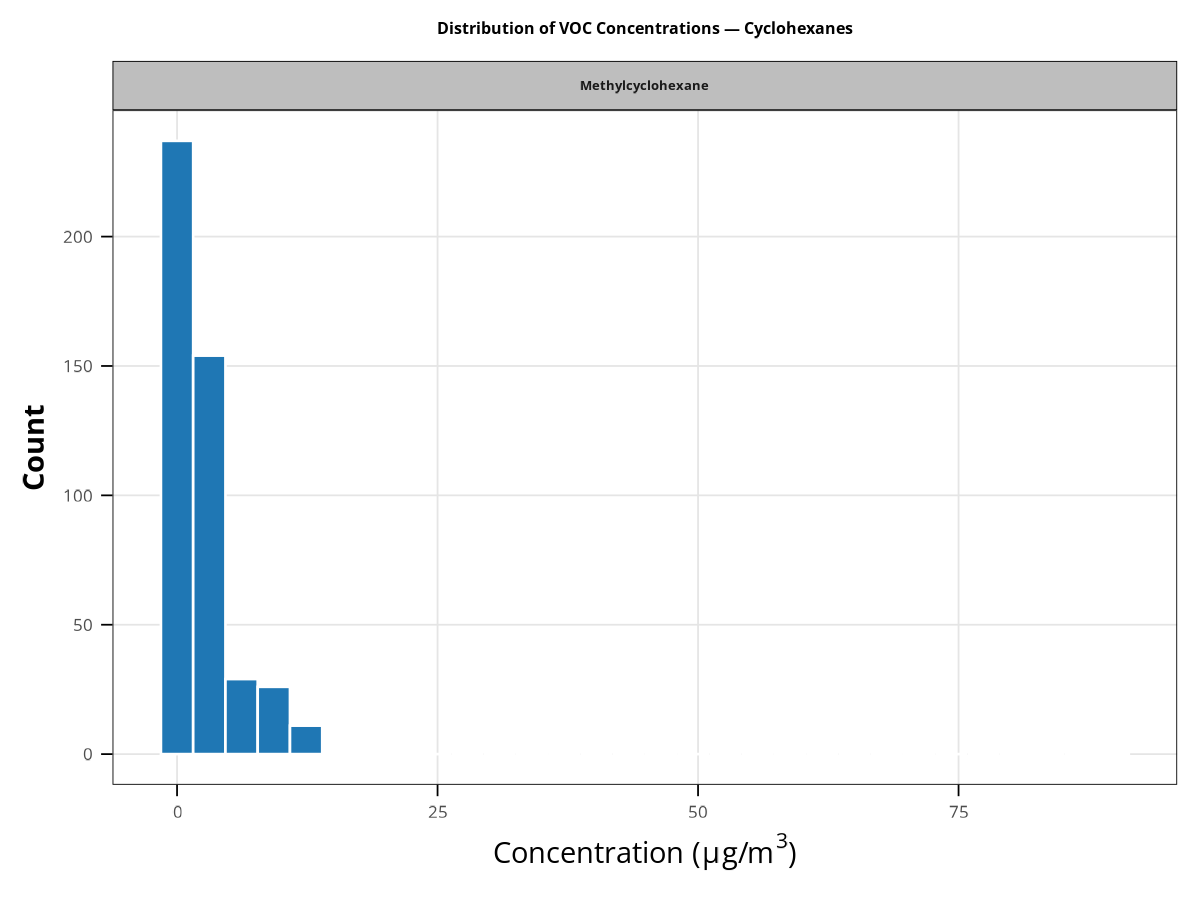 Distribution of VOC Concentrations — Cyclohexanes
Methylcyclohexane
200
150
100
50
0
Count
0 25 50 75
Concentration (µg/m³)